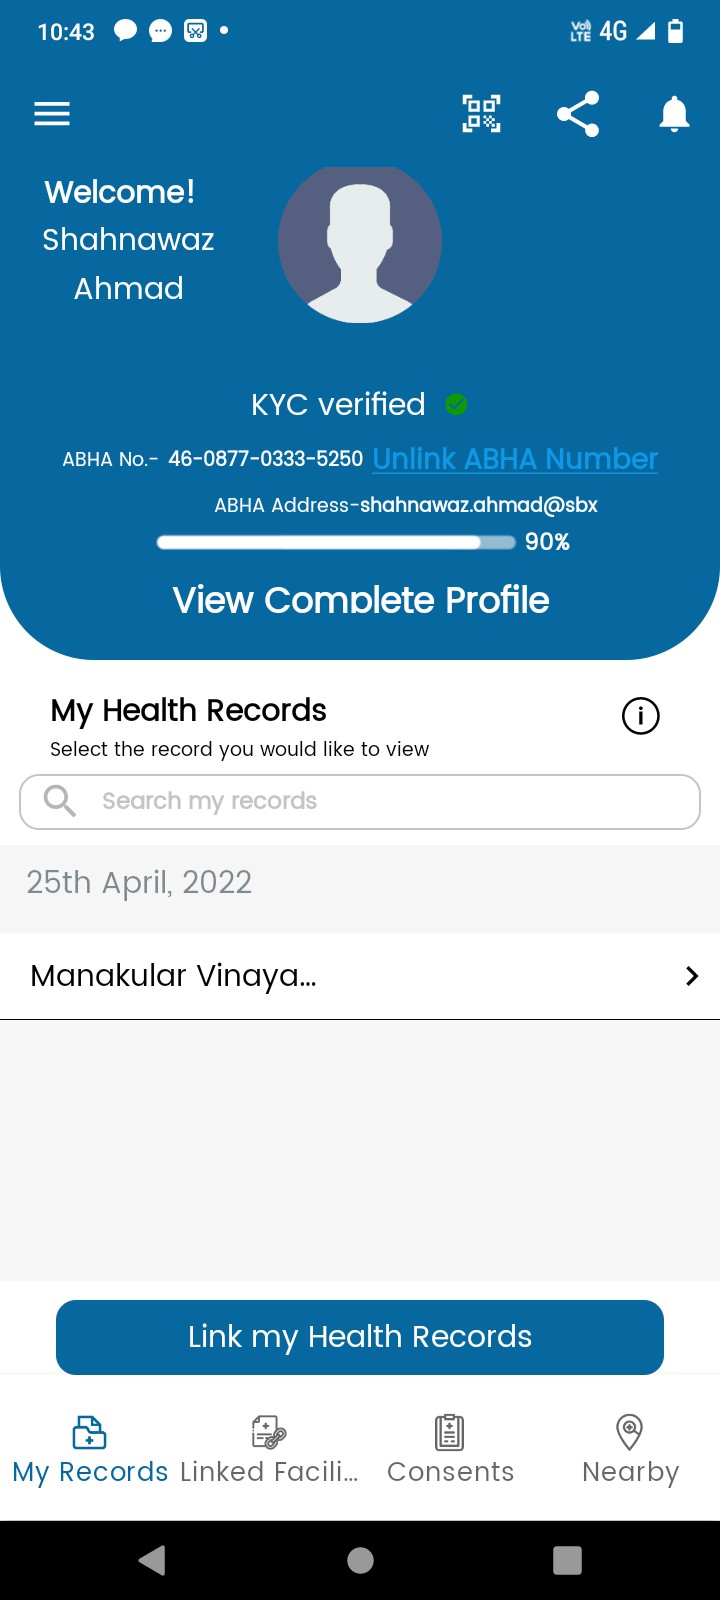 10:43 VoLTE 4G
Welcome!
Shahnawaz
Ahmad
KYC verified
ABHA No.- 46-0877-0333-5250 Unlink ABHA Number
ABHA Address-shahnawaz.ahmad@sbx
90%
View Complete Profile
My Health Records
Select the record you would like to view
Search my records
25th April, 2022
Manakular Vinaya...
Link my Health Records
My Records Linked Facili... Consents Nearby